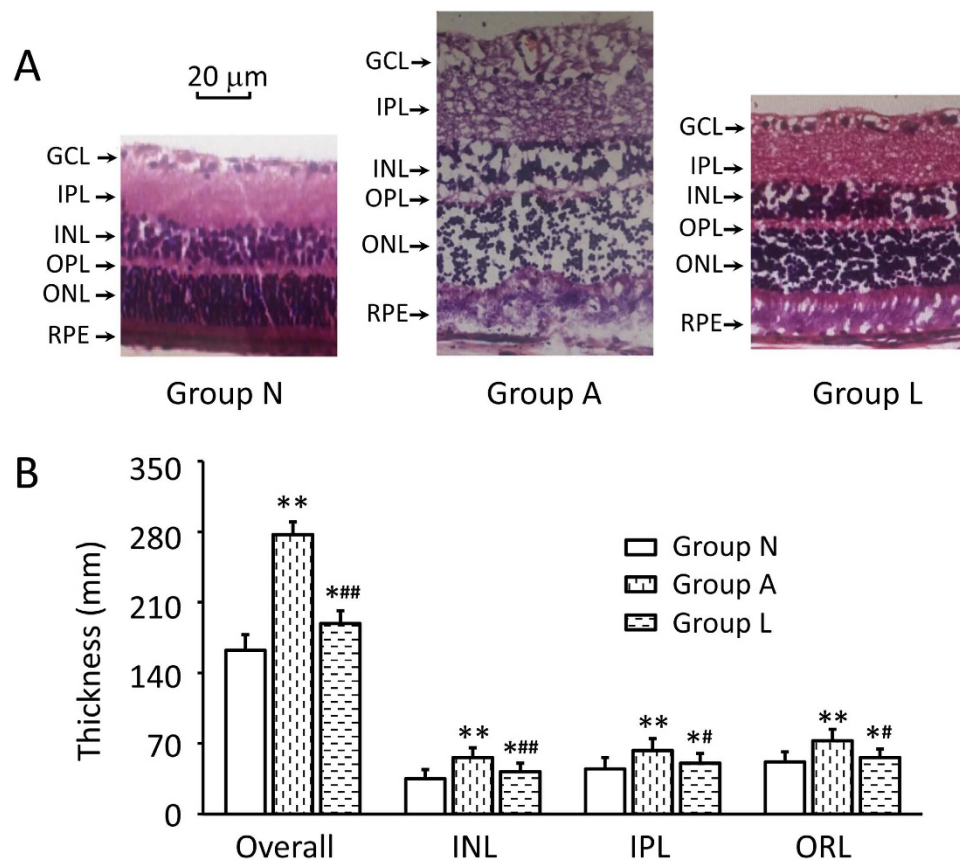 A
20 µm
GCL
IPL
INL
OPL
ONL
RPE
Group N
GCL
IPL
INL
OPL
ONL
RPE
Group A
GCL
IPL
INL
OPL
ONL
RPE
Group L
B
Thickness (mm)
350
280
210
140
70
0
**
*##
**
*##
**
*#
**
*#
Group N
Group A
Group L
Overall
INL
IPL
ORL